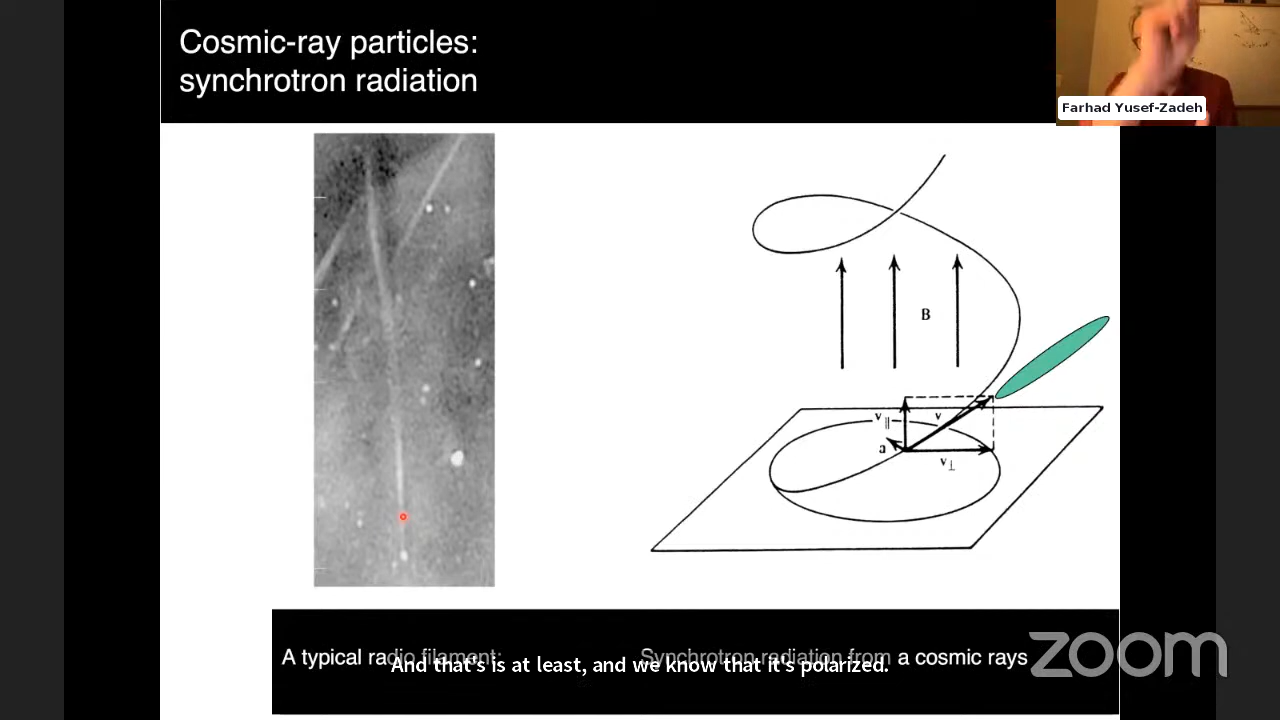 Cosmic-ray particles:
synchrotron radiation
Farhad Yusef-Zadeh
B
v||
v
a
v⊥
A typical radio filament:
Synchrotron radiation from a cosmic rays
And that's is at least, and we know that it's polarized.
zoom